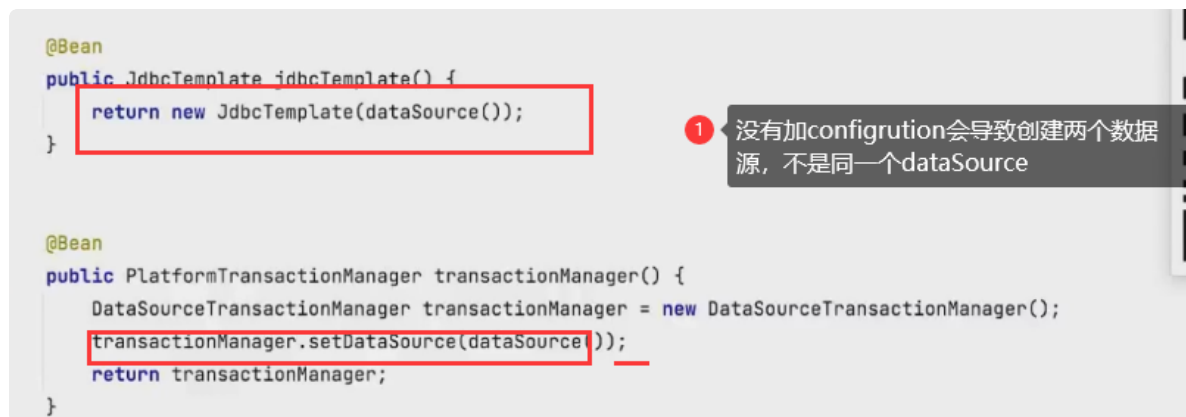 @Bean
public JdbcTemplate jdbcTemplate() {
return new JdbcTemplate(dataSource());
}
1 没有加configrution会导致创建两个数据
源，不是同一个dataSource
@Bean
public PlatformTransactionManager transactionManager() {
DataSourceTransactionManager transactionManager = new DataSourceTransactionManager();
transactionManager.setDataSource(dataSource());
return transactionManager;
}